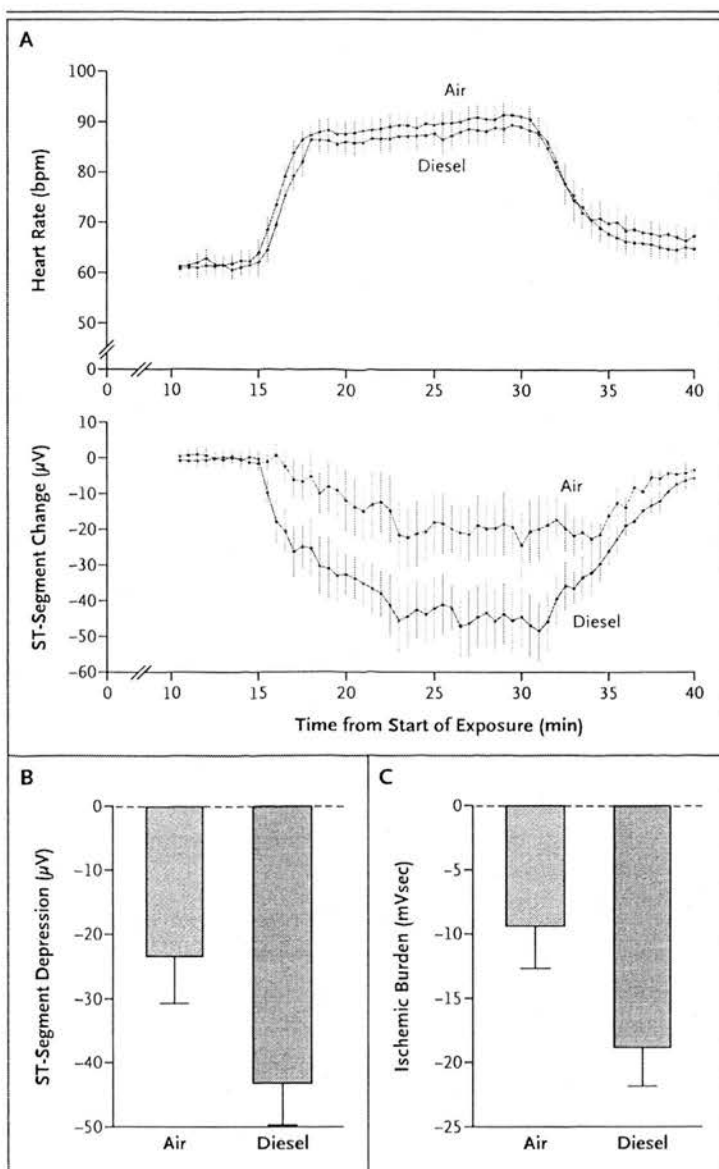 A
100
90
80
70
60
50
0
Heart Rate (bpm)
Air
Diesel
0 10 15 20 25 30 35 40
10
0
−10
−20
−30
−40
−50
−60
ST-Segment Change (µV)
Air
Diesel
0 10 15 20 25 30 35 40
Time from Start of Exposure (min)
B
0
−10
−20
−30
−40
−50
ST-Segment Depression (µV)
Air Diesel
C
0
−5
−10
−15
−20
−25
Ischemic Burden (mVsec)
Air Diesel